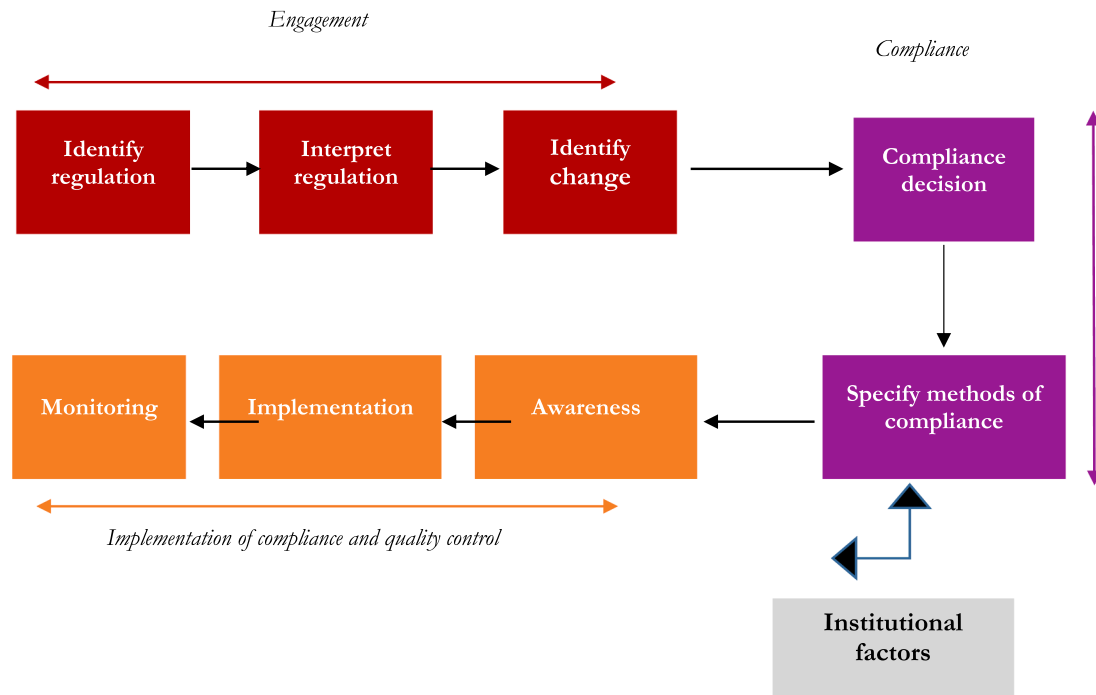 Engagement
Compliance
Identify
regulation
Interpret
regulation
Identify
change
Compliance
decision
Monitoring
Implementation
Awareness
Specify methods of
compliance
Implementation of compliance and quality control
Institutional
factors